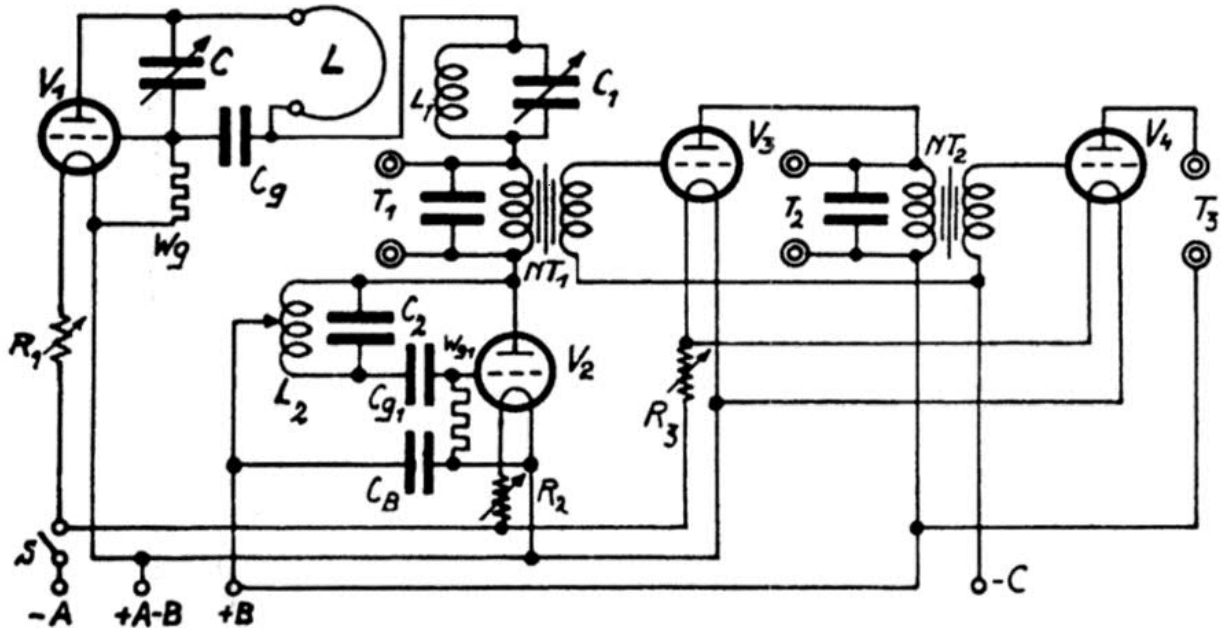 C
L
V1
L1
C1
V3
NT2
V4
Cg
T1
T2
T3
Wg
NT1
R1
C2
Wg1
V2
L2
Cg1
R3
CB
R2
S
-A
+A-B
+B
-C